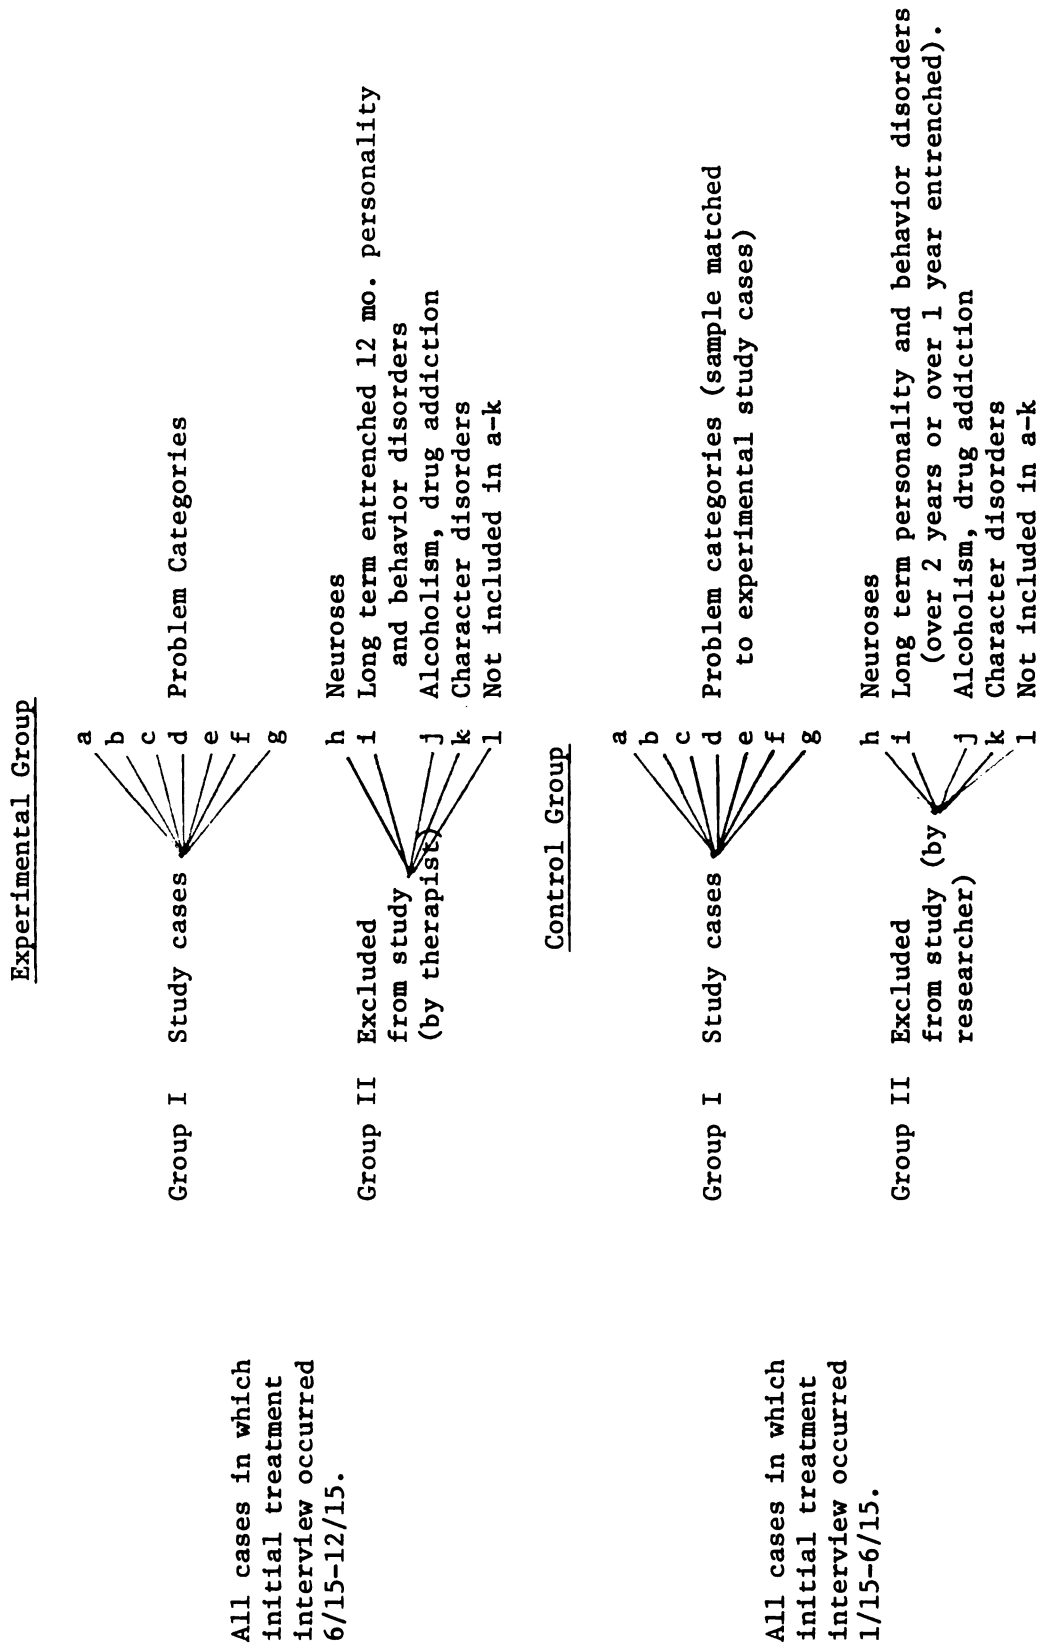 Experimental Group
All cases in which
initial treatment
interview occurred
6/15-12/15.
Group I
Study cases
a
b
c
d
e
f
g
Problem Categories
Group II
Excluded
from study
(by therapist)
h
i
j
k
l
Neuroses
Long term entrenched 12 mo. personality
and behavior disorders
Alcoholism, drug addiction
Character disorders
Not included in a-k
Control Group
All cases in which
initial treatment
interview occurred
1/15-6/15.
Group I
Study cases
a
b
c
d
e
f
g
Problem categories (sample matched
to experimental study cases)
Group II
Excluded
from study (by
researcher)
h
i
j
k
l
Neuroses
Long term personality and behavior disorders
(over 2 years or over 1 year entrenched).
Alcoholism, drug addiction
Character disorders
Not included in a-k